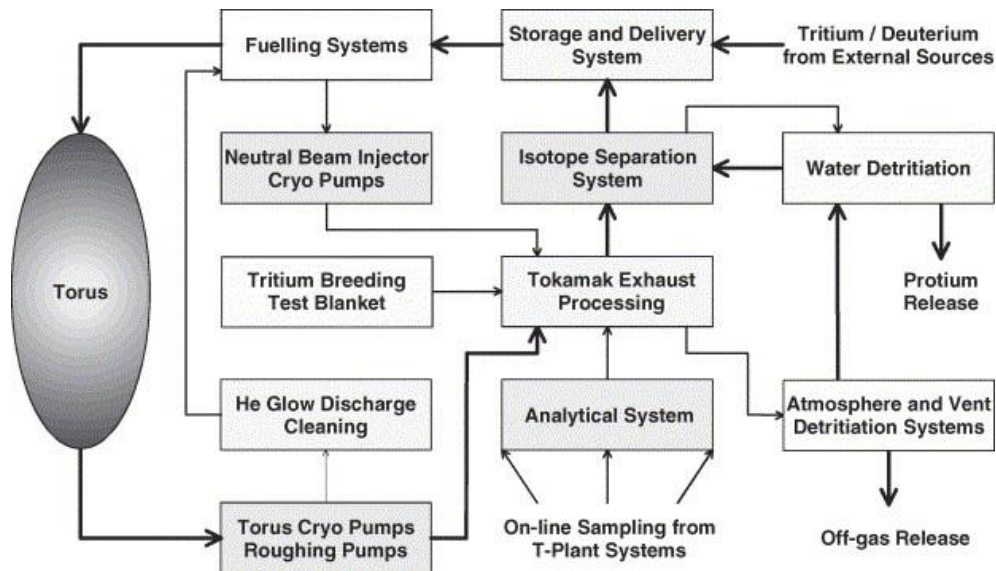 Fuelling Systems
Storage and Delivery
System
Tritium / Deuterium
from External Sources
Neutral Beam Injector
Cryo Pumps
Isotope Separation
System
Water Detritiation
Torus
Tritium Breeding
Test Blanket
Tokamak Exhaust
Processing
Protium
Release
He Glow Discharge
Cleaning
Analytical System
Atmosphere and Vent
Detritiation Systems
Torus Cryo Pumps
Roughing Pumps
On-line Sampling from
T-Plant Systems
Off-gas Release